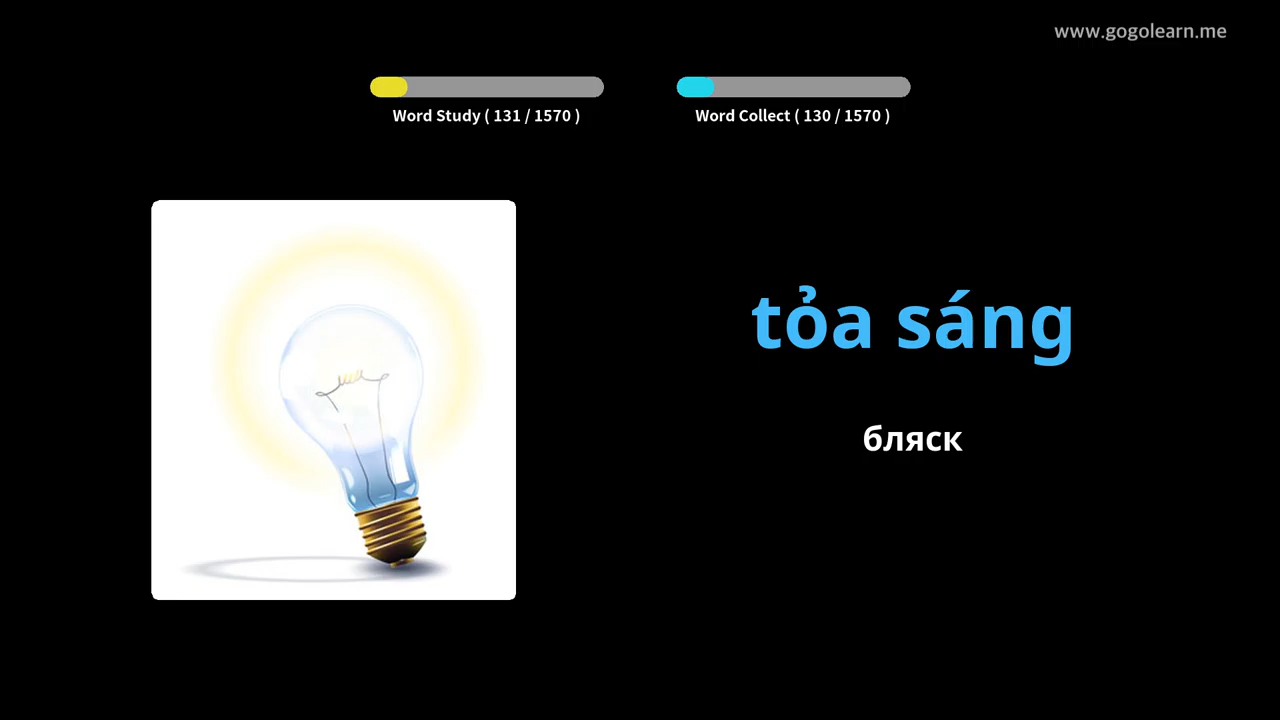 www.gogolearn.me
Word Study ( 131 / 1570 )
Word Collect ( 130 / 1570 )
tỏa sáng
бляск